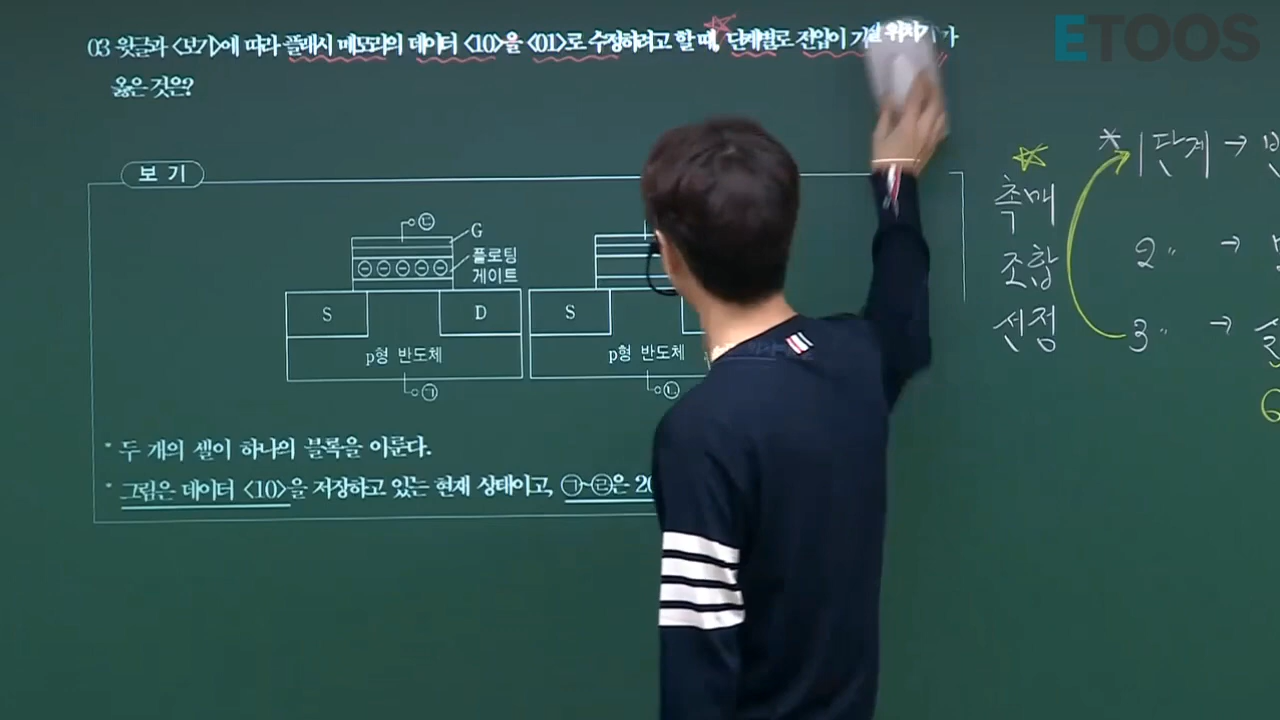 ETOOS
03 윗글과 <보기>에 따라 플래시 메모리의 데이터 <10>을 <01>로 수정하려고 할 때, 단계별로 전압이 가
옳은 것은?
보 기
㉡
G
플로팅
게이트
S
D
S
p형 반도체
p형 반도체
㉠
㉡
* 두 개의 셀이 하나의 블록을 이룬다.
* 그림은 데이터 <10>을 저장하고 있는 현재 상태이고, ㉠~㉣은 20
* 1단계 →
촉매
조합
선정
2 〃 →
3 〃 →